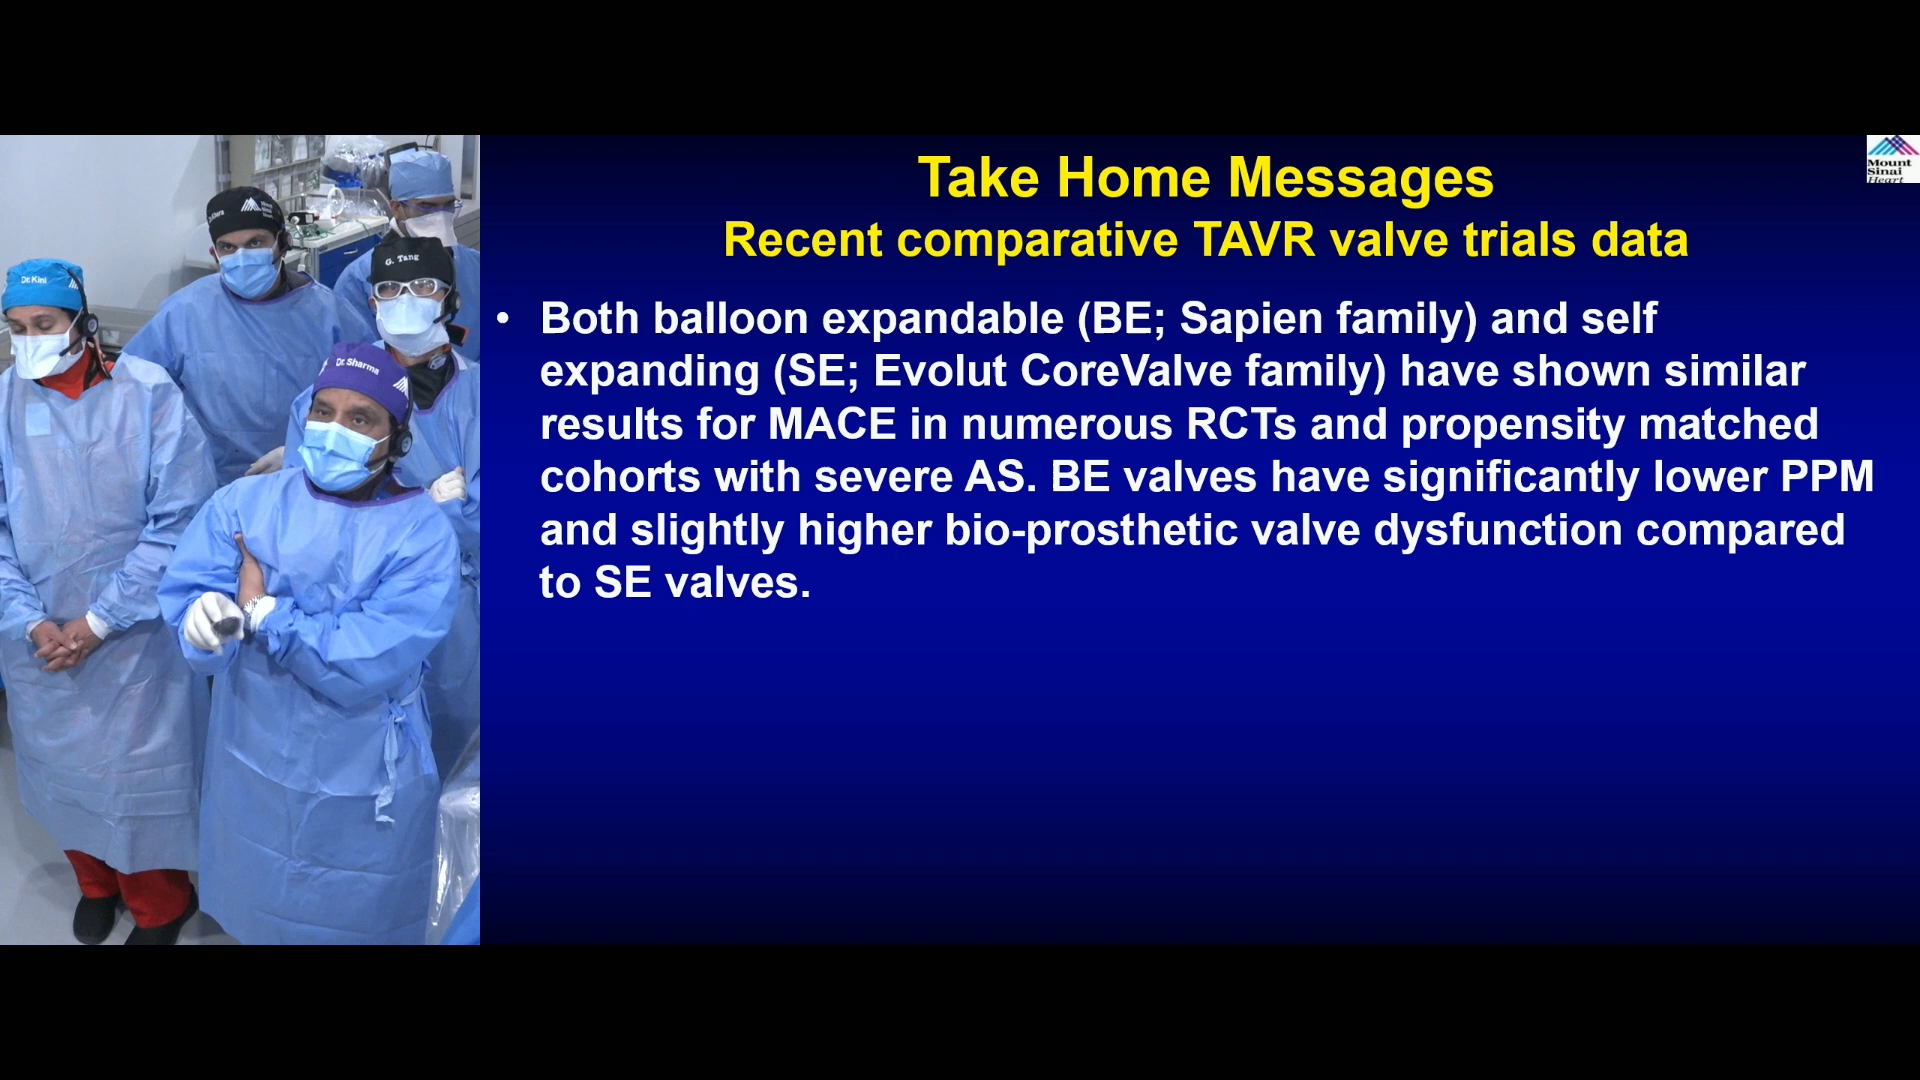 Take Home Messages
Recent comparative TAVR valve trials data
• Both balloon expandable (BE; Sapien family) and self
expanding (SE; Evolut CoreValve family) have shown similar
results for MACE in numerous RCTs and propensity matched
cohorts with severe AS. BE valves have significantly lower PPM
and slightly higher bio-prosthetic valve dysfunction compared
to SE valves.
Mount
Sinai
Heart
Dr. Kini
G. Tang
Dr. Sharma